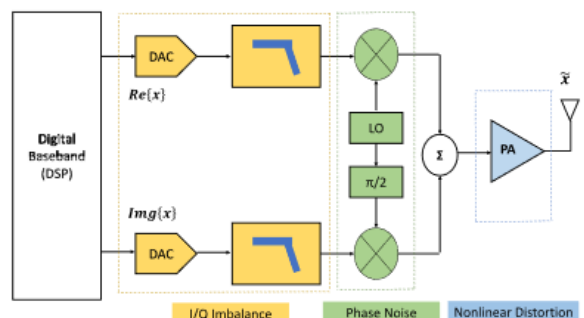 DAC
Re{x}
Digital
Baseband
(DSP)
LO
π/2
Σ
PA
x̃
Img{x}
DAC
I/Q Imbalance
Phase Noise
Nonlinear Distortion